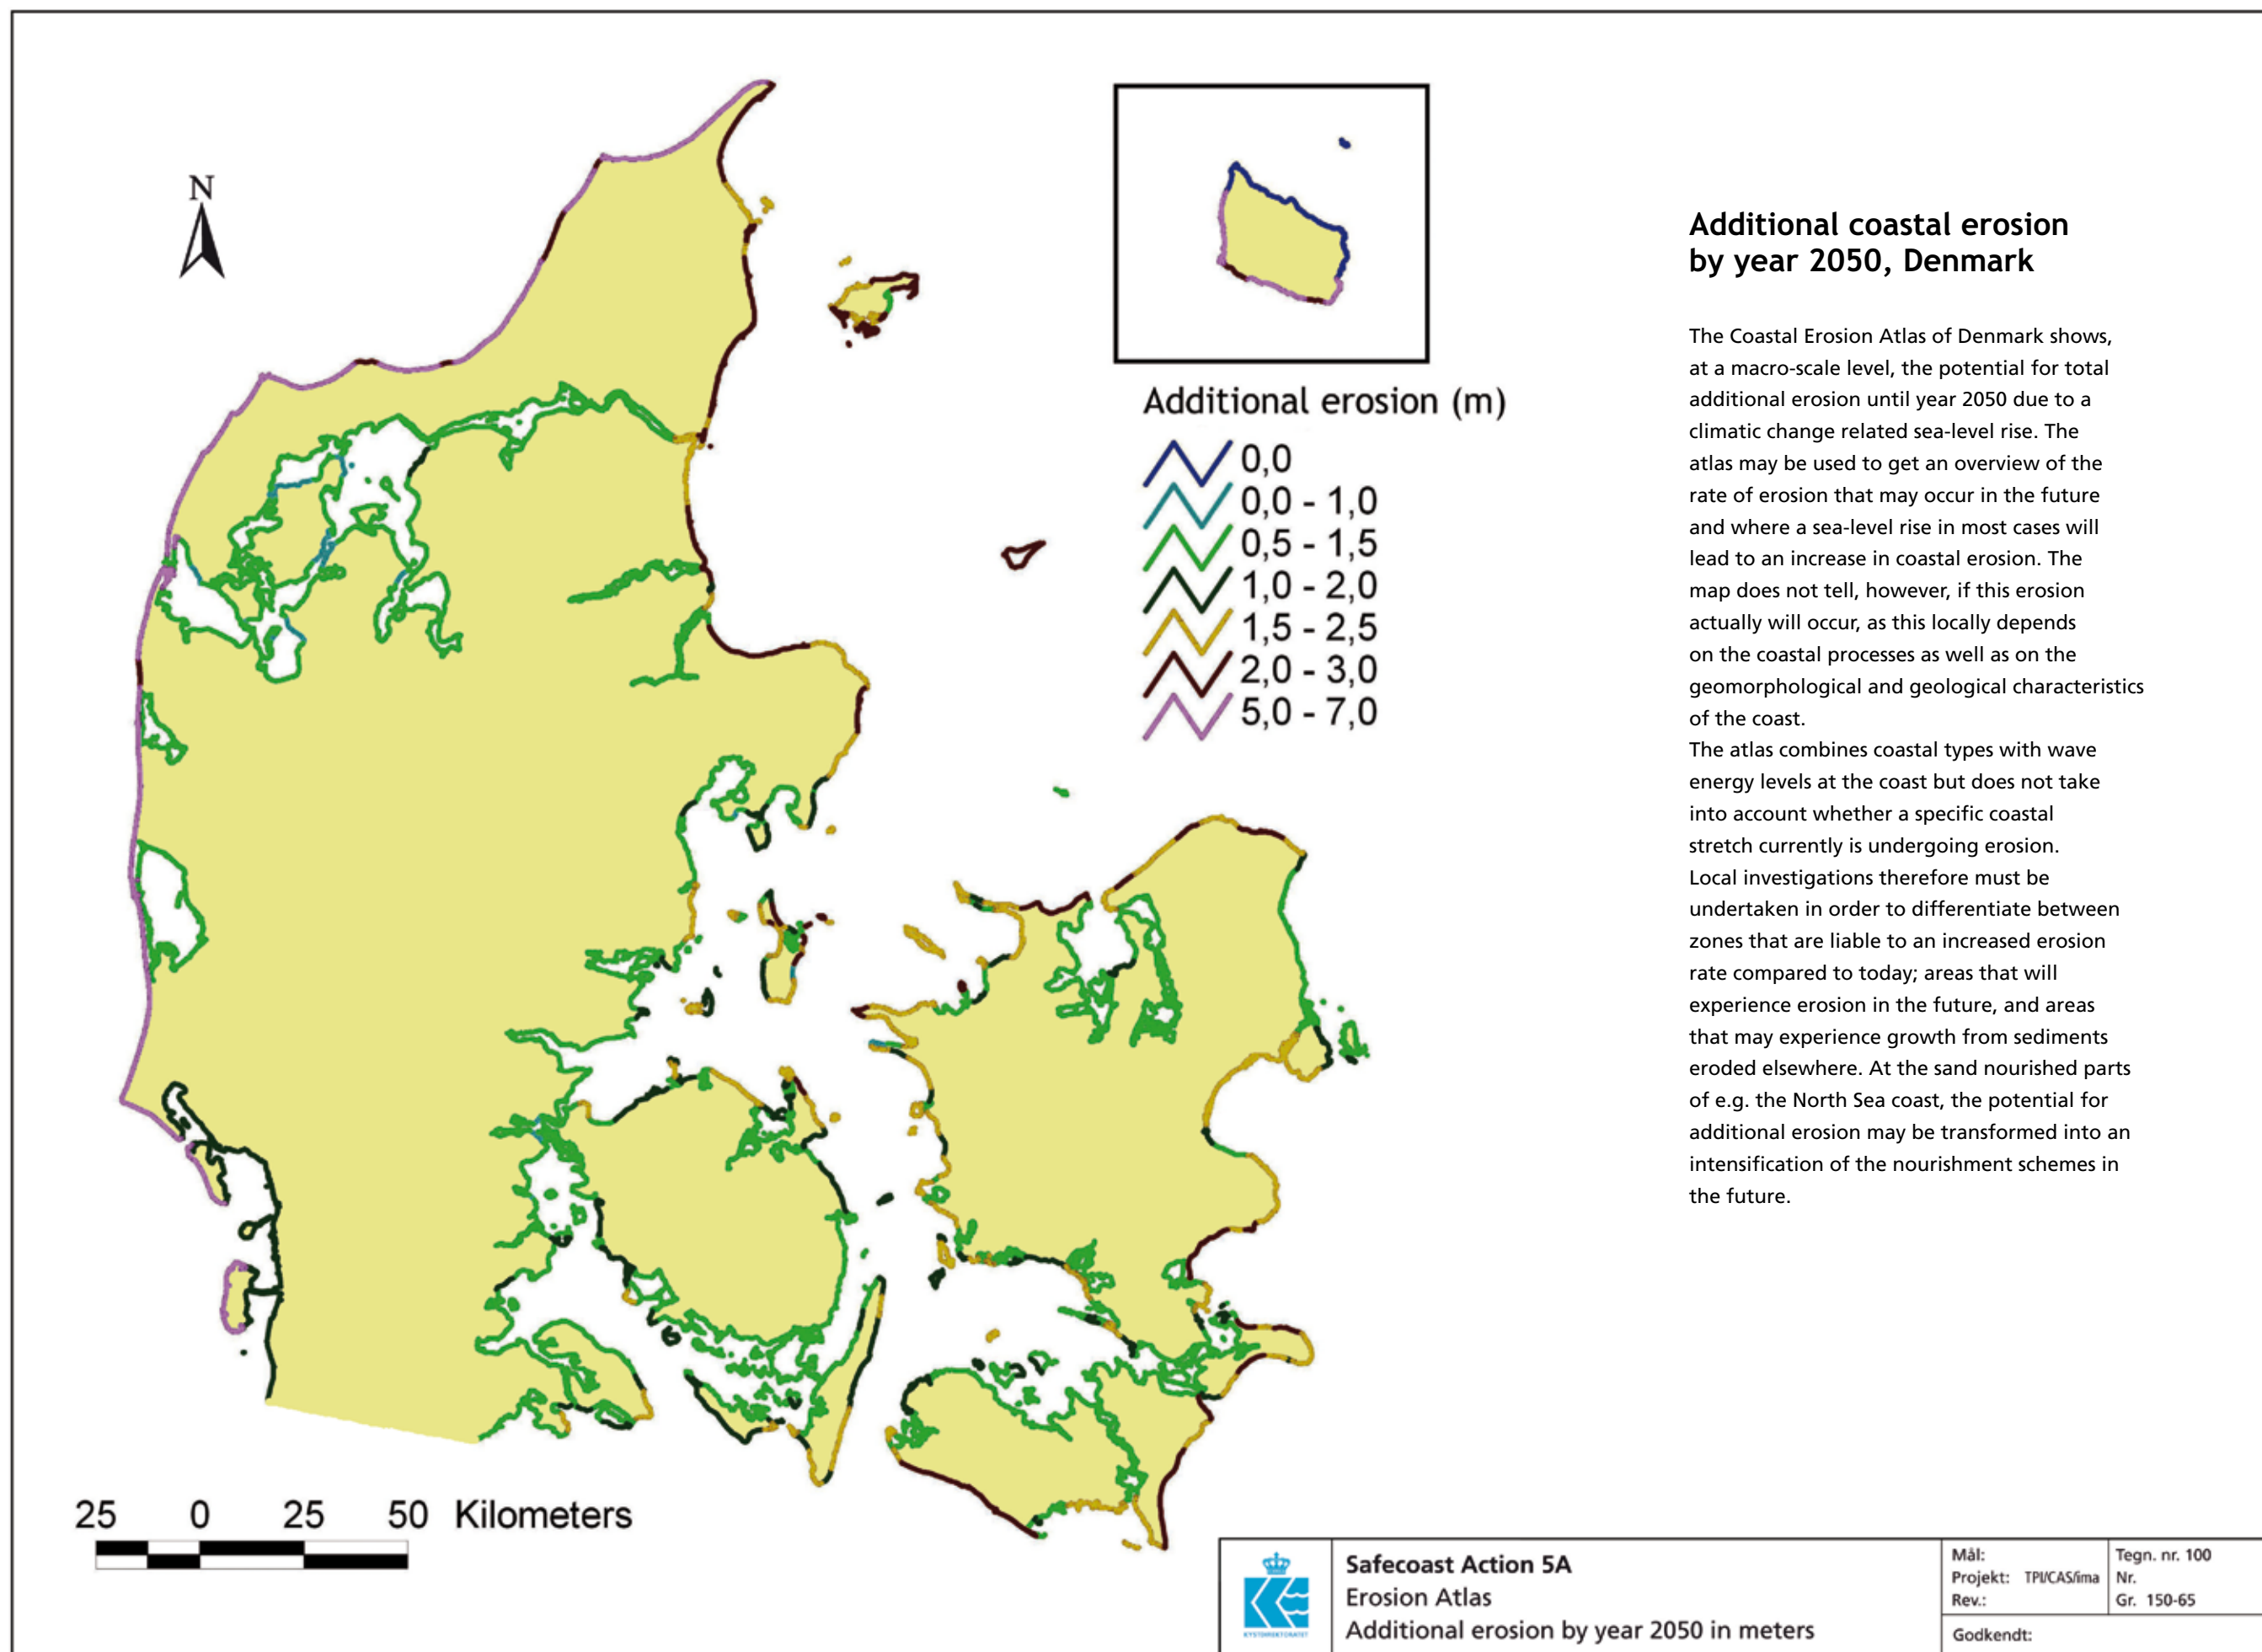 N
Additional erosion (m)
0,0
0,0 - 1,0
0,5 - 1,5
1,0 - 2,0
1,5 - 2,5
2,0 - 3,0
5,0 - 7,0
Additional coastal erosion
by year 2050, Denmark
The Coastal Erosion Atlas of Denmark shows,
at a macro-scale level, the potential for total
additional erosion until year 2050 due to a
climatic change related sea-level rise. The
atlas may be used to get an overview of the
rate of erosion that may occur in the future
and where a sea-level rise in most cases will
lead to an increase in coastal erosion. The
map does not tell, however, if this erosion
actually will occur, as this locally depends
on the coastal processes as well as on the
geomorphological and geological characteristics
of the coast.
The atlas combines coastal types with wave
energy levels at the coast but does not take
into account whether a specific coastal
stretch currently is undergoing erosion.
Local investigations therefore must be
undertaken in order to differentiate between
zones that are liable to an increased erosion
rate compared to today; areas that will
experience erosion in the future, and areas
that may experience growth from sediments
eroded elsewhere. At the sand nourished parts
of e.g. the North Sea coast, the potential for
additional erosion may be transformed into an
intensification of the nourishment schemes in
the future.
25 0 25 50 Kilometers
KYSTDIREKTORATET
Safecoast Action 5A
Erosion Atlas
Additional erosion by year 2050 in meters
Mål:
Projekt: TPI/CAS/ima
Rev.:
Tegn. nr. 100
Nr.
Gr. 150-65
Godkendt: